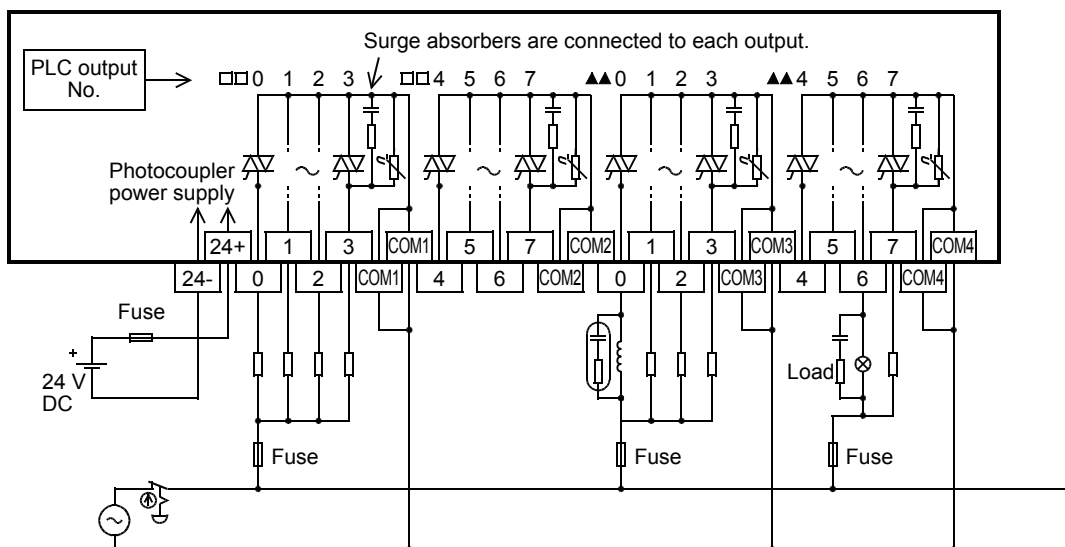 Surge absorbers are connected to each output.
PLC output
No.
□□ 0 1 2 3 □□ 4 5 6 7 ▲▲ 0 1 2 3 ▲▲ 4 5 6 7
Photocoupler
power supply
24+ 1 3 COM1 5 7 COM2 1 3 COM3 5 7 COM4
24- 0 2 COM1 4 6 COM2 0 2 COM3 4 6 COM4
Fuse
+
24 V
DC
Load
Fuse Fuse Fuse